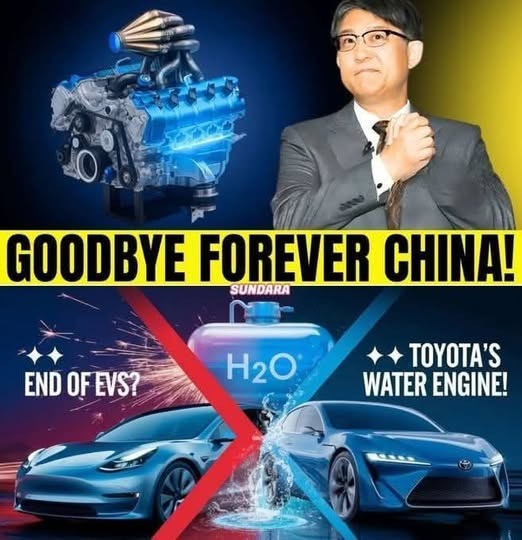 GOODBYE FOREVER CHINA!
SUNDARA
END OF EVS?
H2O
TOYOTA'S
WATER ENGINE!